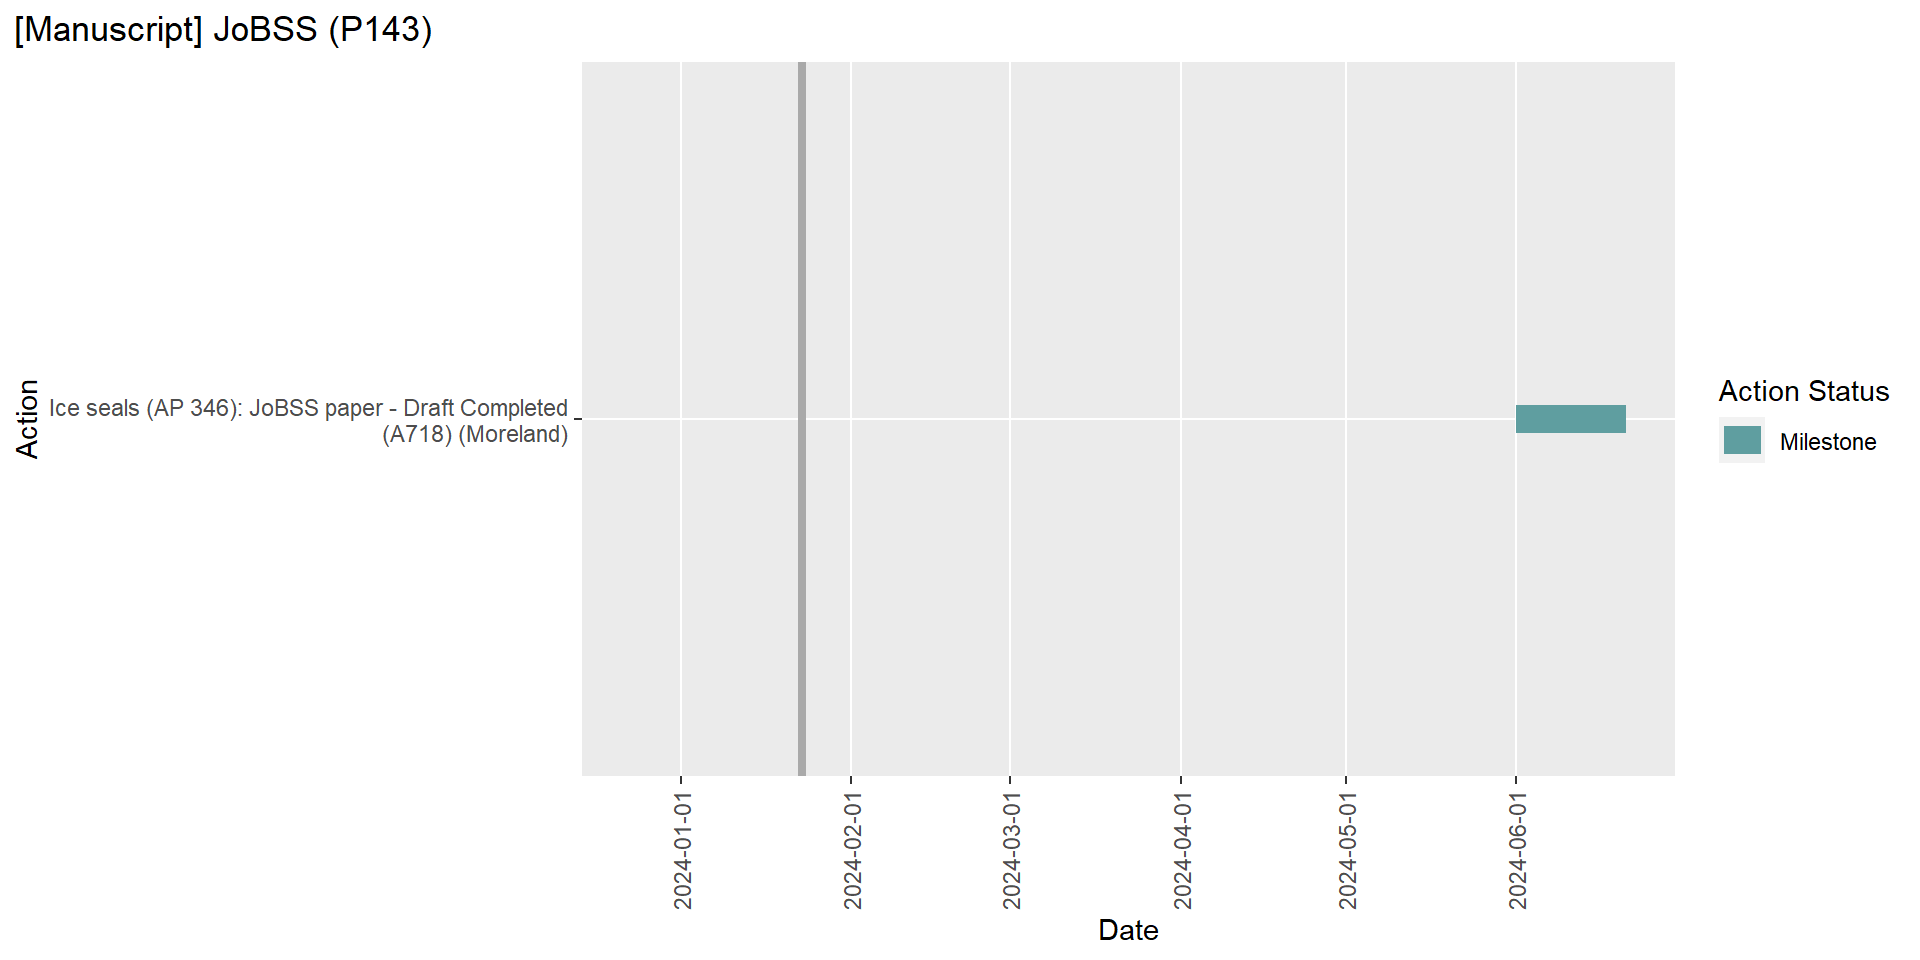 [Manuscript] JoBSS (P143)
Action
Ice seals (AP 346): JoBSS paper - Draft Completed
(A718) (Moreland)
2024-01-01
2024-02-01
2024-03-01
2024-04-01
2024-05-01
2024-06-01
Date
Action Status
Milestone